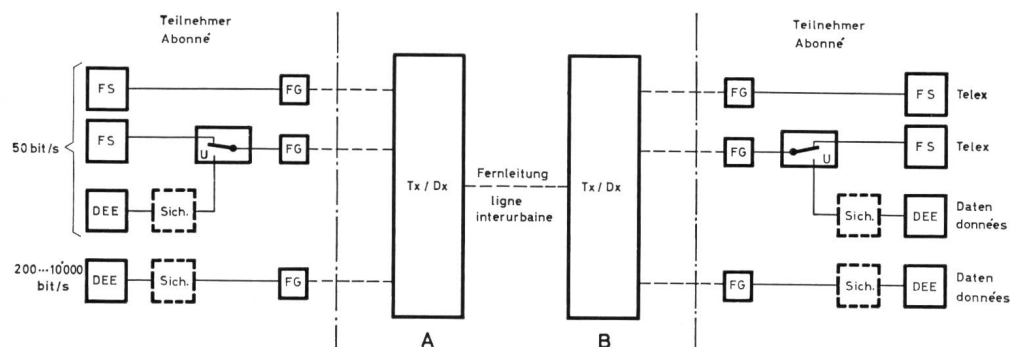 Teilnehmer
Abonné
Teilnehmer
Abonné
FS
FG
FG
FS
Telex
50 bit/s
FS
U
FG
Tx / Dx
Fernleitung
ligne
interurbaine
Tx / Dx
FG
U
FS
Telex
DEE
Sich.
Sich.
DEE
Daten
données
200...10'000
bit/s
DEE
Sich.
FG
FG
Sich.
DEE
Daten
données
A
B